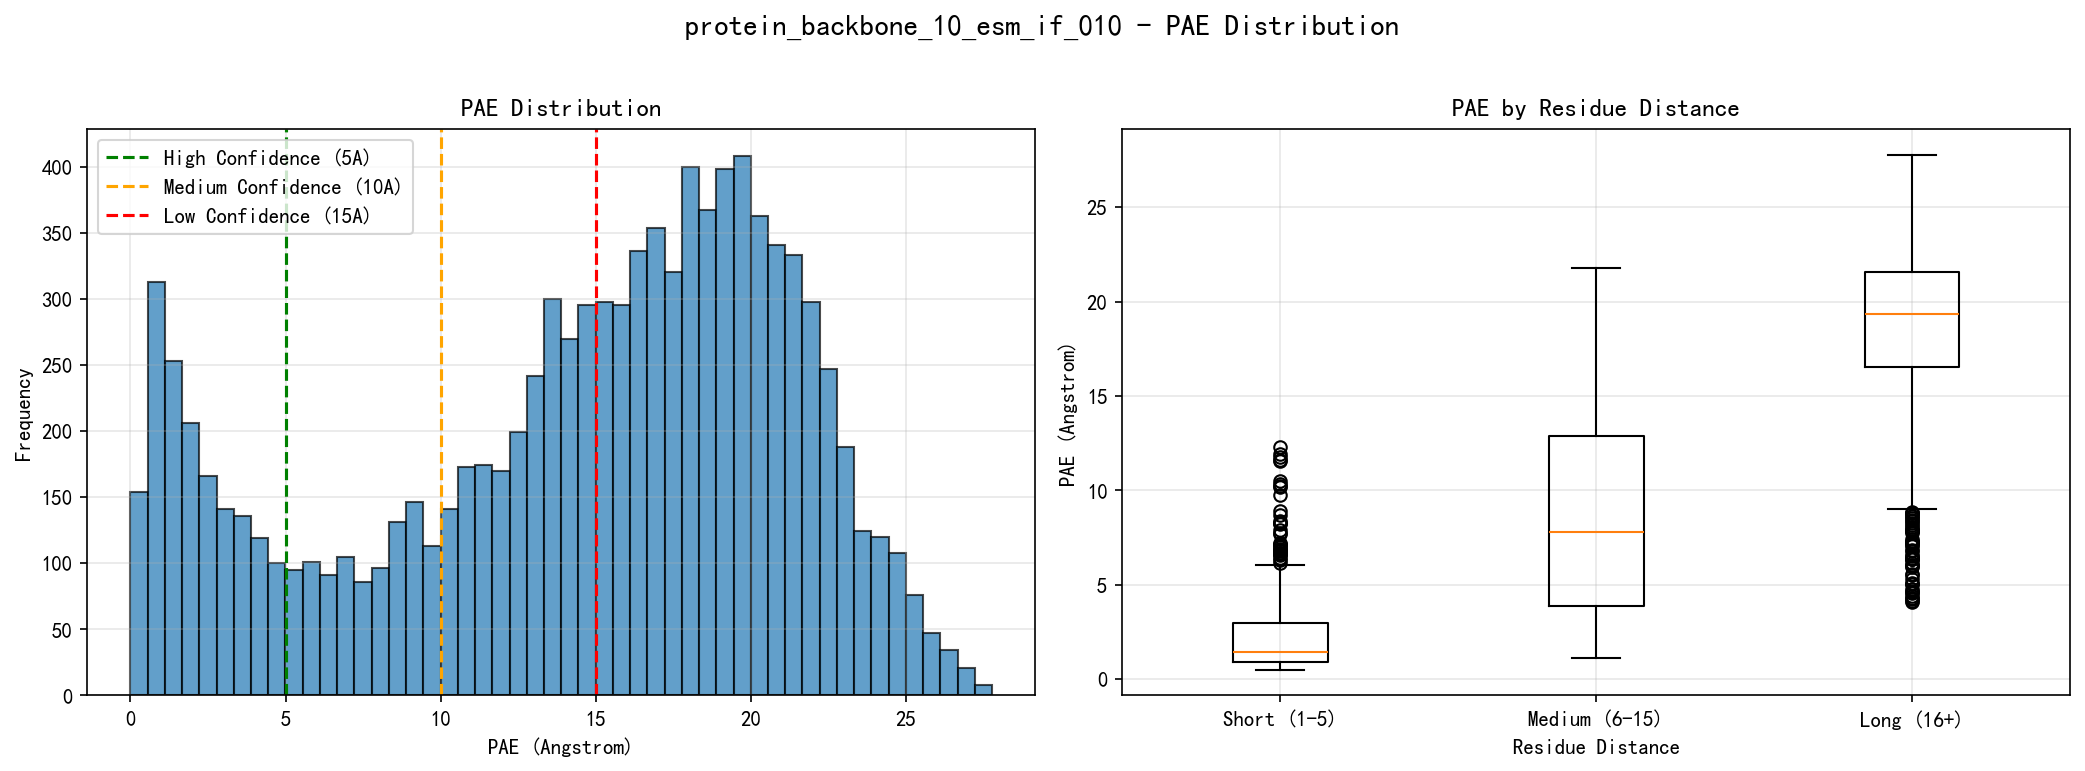 protein_backbone_10_esm_if_010 - PAE Distribution
PAE Distribution
High Confidence (5A)
Medium Confidence (10A)
Low Confidence (15A)
Frequency
400
350
300
250
200
150
100
50
0
0 5 10 15 20 25
PAE (Angstrom)
PAE by Residue Distance
PAE (Angstrom)
25
20
15
10
5
0
Short (1-5) Medium (6-15) Long (16+)
Residue Distance